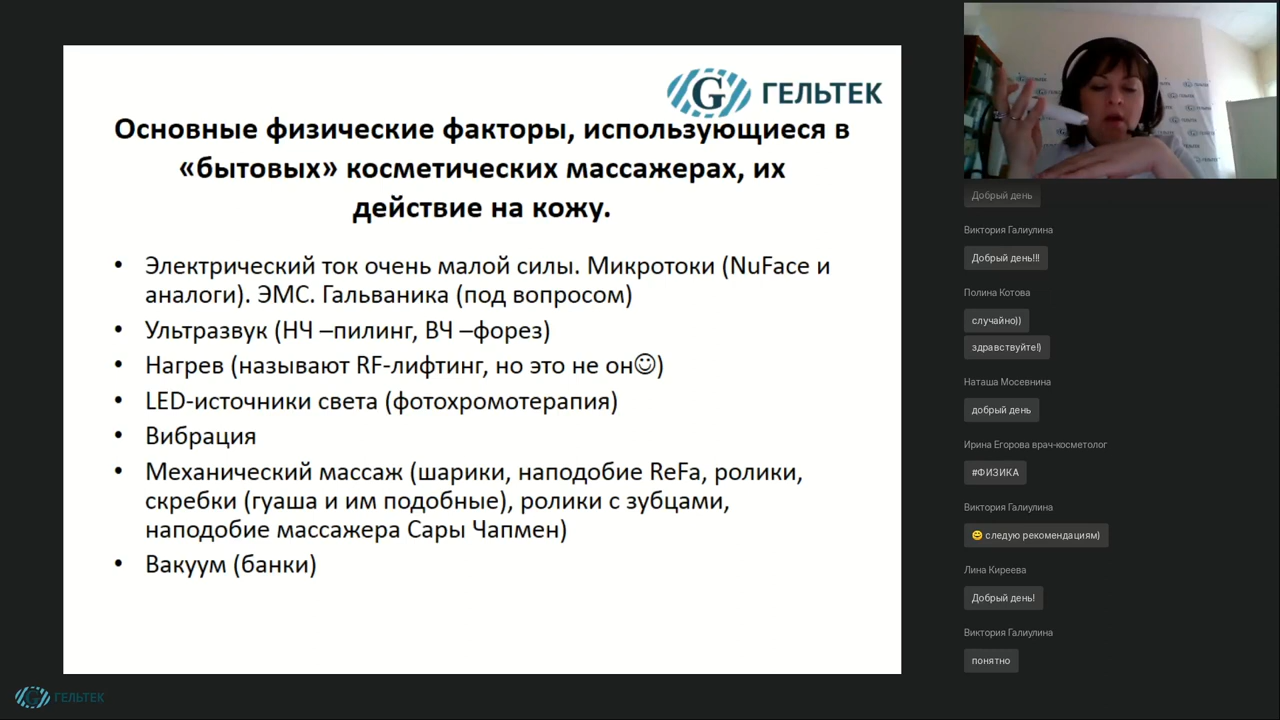 ГЕЛЬТЕК
Основные физические факторы, использующиеся в
«бытовых» косметических массажерах, их
действие на кожу.
• Электрический ток очень малой силы. Микротоки (NuFace и
аналоги). ЭМС. Гальваника (под вопросом)
• Ультразвук (НЧ –пилинг, ВЧ –форез)
• Нагрев (называют RF-лифтинг, но это не он☺)
• LED-источники света (фотохромотерапия)
• Вибрация
• Механический массаж (шарики, наподобие ReFa, ролики,
скребки (гуаша и им подобные), ролики с зубцами,
наподобие массажера Сары Чапмен)
• Вакуум (банки)
ГЕЛЬТЕК
Добрый день
Виктория Галиулина
Добрый день!!!
Полина Котова
случайно))
здравствуйте!)
Наташа Мосевнина
добрый день
Ирина Егорова врач-косметолог
#ФИЗИКА
Виктория Галиулина
😊 следую рекомендациям)
Лина Киреева
Добрый день!
Виктория Галиулина
понятно